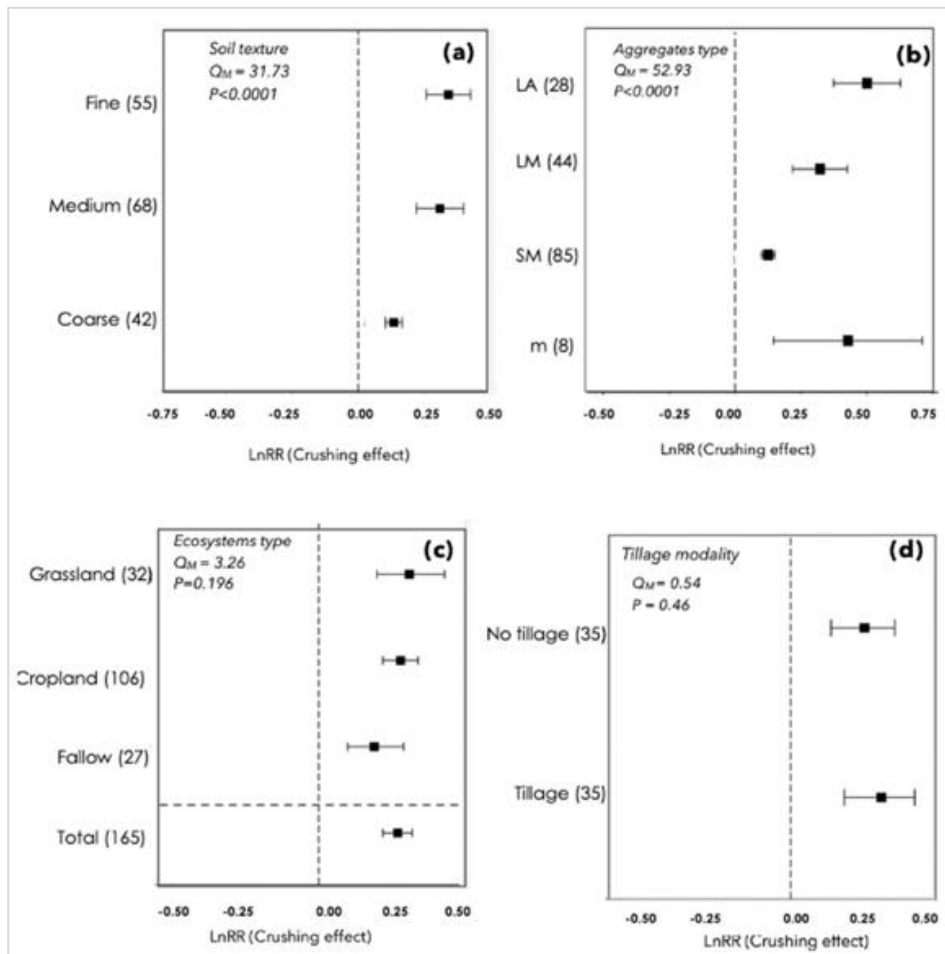 Soil texture
QM = 31.73
P<0.0001
(a)
Fine (55)
Medium (68)
Coarse (42)
-0.75 -0.25 0.00 0.25 0.50
LnRR (Crushing effect)
Aggregates type
QM = 52.93
P<0.0001
(b)
LA (28)
LM (44)
SM (85)
m (8)
-0.50 -0.25 0.00 0.25 0.50 0.75
LnRR (Crushing effect)
Ecosystems type
QM = 3.26
P=0.196
(c)
Grassland (32)
Cropland (106)
Fallow (27)
Total (165)
-0.50 -0.25 0.00 0.25 0.50
LnRR (Crushing effect)
Tillage modality
QM = 0.54
P = 0.46
(d)
No tillage (35)
Tillage (35)
-0.50 -0.25 0.00 0.25 0.50
LnRR (Crushing effect)